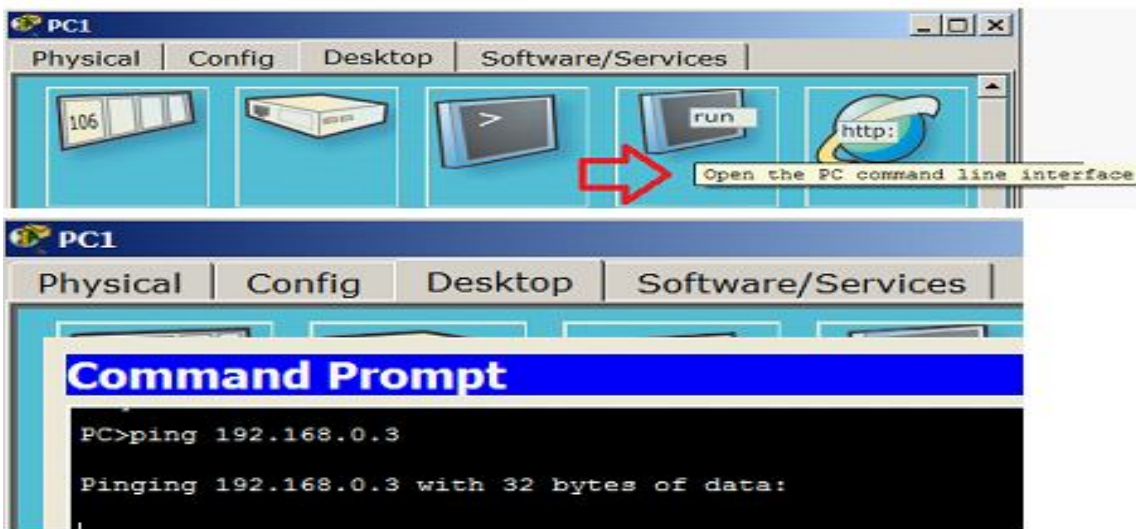 PC1
Physical Config Desktop Software/Services
106 > run http:
Open the PC command line interface
PC1
Physical Config Desktop Software/Services
Command Prompt
PC>ping 192.168.0.3
Pinging 192.168.0.3 with 32 bytes of data: